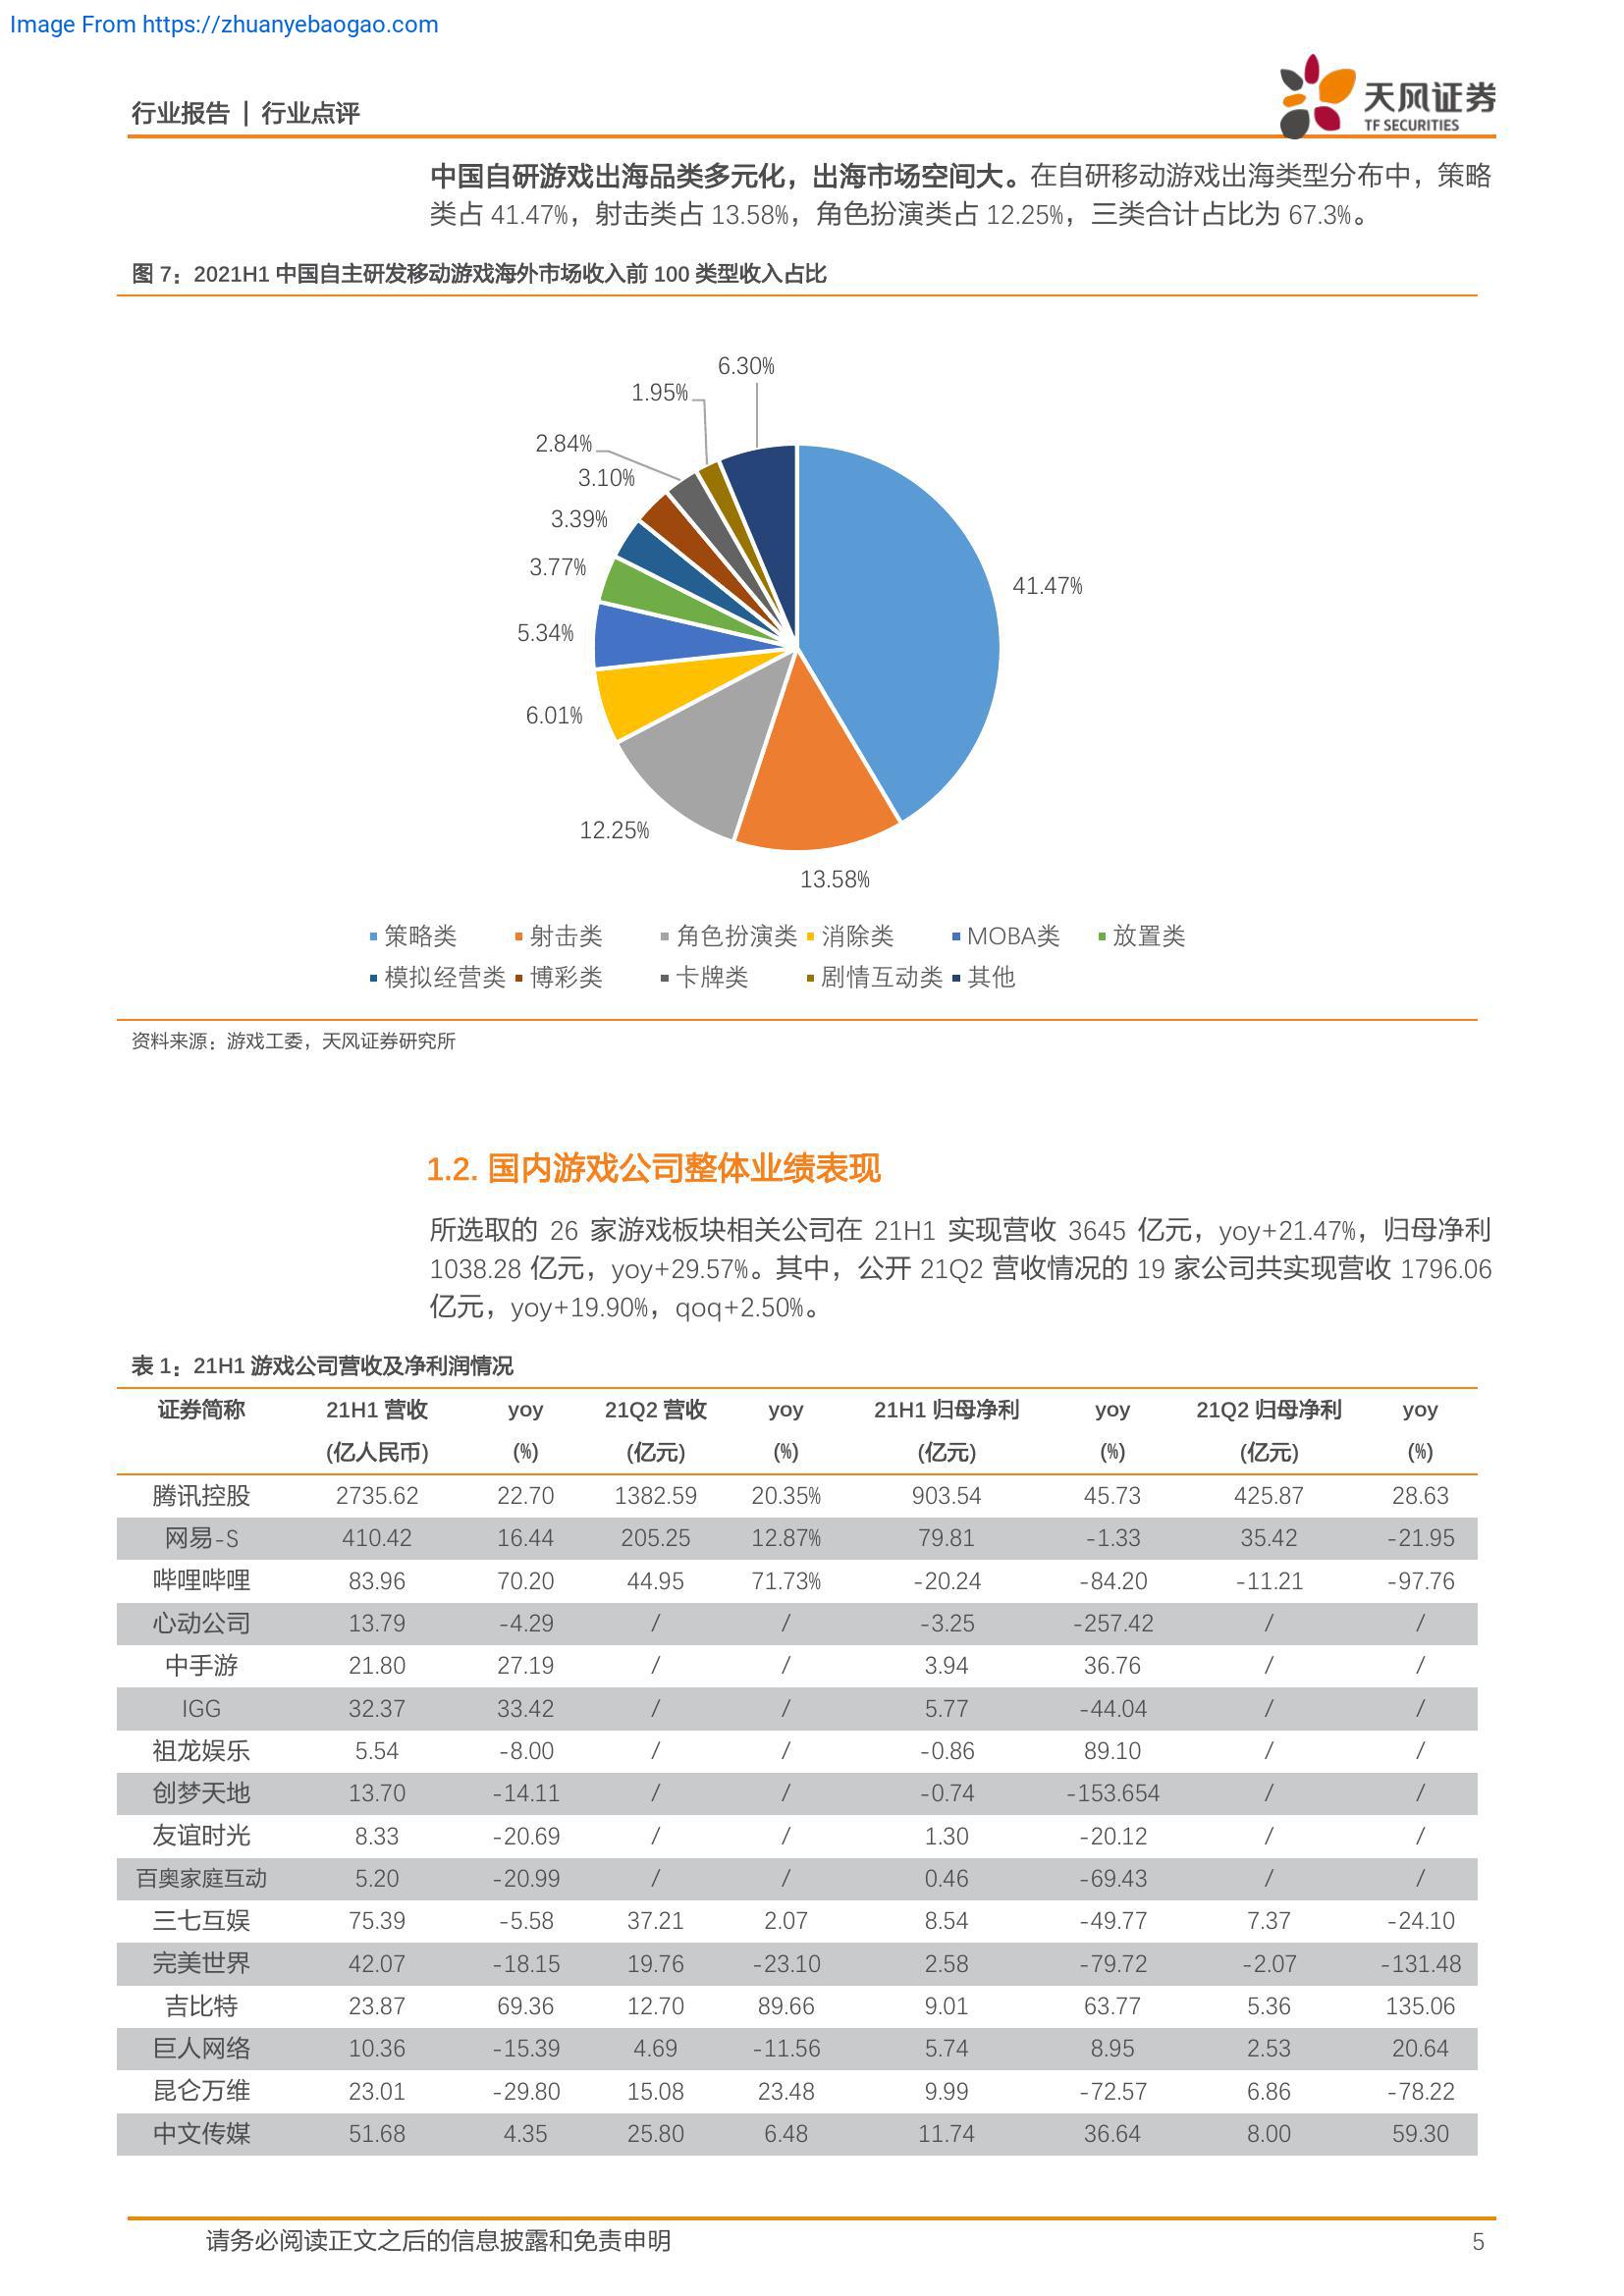 Image From https://zhuanyebaogao.com
行业报告 | 行业点评
天风证券
TF SECURITIES
中国自研游戏出海品类多元化，出海市场空间大。在自研移动游戏出海类型分布中，策略
类占 41.47%，射击类占 13.58%，角色扮演类占 12.25%，三类合计占比为 67.3%。
图 7：2021H1 中国自主研发移动游戏海外市场收入前 100 类型收入占比
6.30%
1.95%
2.84%
3.10%
3.39%
3.77%
5.34%
6.01%
12.25%
13.58%
41.47%
策略类 射击类 角色扮演类 消除类 MOBA类 放置类
模拟经营类 博彩类 卡牌类 剧情互动类 其他
资料来源：游戏工委，天风证券研究所
1.2. 国内游戏公司整体业绩表现
所选取的 26 家游戏板块相关公司在 21H1 实现营收 3645 亿元，yoy+21.47%，归母净利
1038.28 亿元，yoy+29.57%。其中，公开 21Q2 营收情况的 19 家公司共实现营收 1796.06
亿元，yoy+19.90%，qoq+2.50%。
表 1：21H1 游戏公司营收及净利润情况
证券简称 21H1 营收 yoy 21Q2 营收 yoy 21H1 归母净利 yoy 21Q2 归母净利 yoy
(亿人民币) (%) (亿元) (%) (亿元) (%) (亿元) (%)
腾讯控股 2735.62 22.70 1382.59 20.35% 903.54 45.73 425.87 28.63
网易-S 410.42 16.44 205.25 12.87% 79.81 -1.33 35.42 -21.95
哔哩哔哩 83.96 70.20 44.95 71.73% -20.24 -84.20 -11.21 -97.76
心动公司 13.79 -4.29 / / -3.25 -257.42 / /
中手游 21.80 27.19 / / 3.94 36.76 / /
IGG 32.37 33.42 / / 5.77 -44.04 / /
祖龙娱乐 5.54 -8.00 / / -0.86 89.10 / /
创梦天地 13.70 -14.11 / / -0.74 -153.654 / /
友谊时光 8.33 -20.69 / / 1.30 -20.12 / /
百奥家庭互动 5.20 -20.99 / / 0.46 -69.43 / /
三七互娱 75.39 -5.58 37.21 2.07 8.54 -49.77 7.37 -24.10
完美世界 42.07 -18.15 19.76 -23.10 2.58 -79.72 -2.07 -131.48
吉比特 23.87 69.36 12.70 89.66 9.01 63.77 5.36 135.06
巨人网络 10.36 -15.39 4.69 -11.56 5.74 8.95 2.53 20.64
昆仑万维 23.01 -29.80 15.08 23.48 9.99 -72.57 6.86 -78.22
中文传媒 51.68 4.35 25.80 6.48 11.74 36.64 8.00 59.30
请务必阅读正文之后的信息披露和免责申明 5